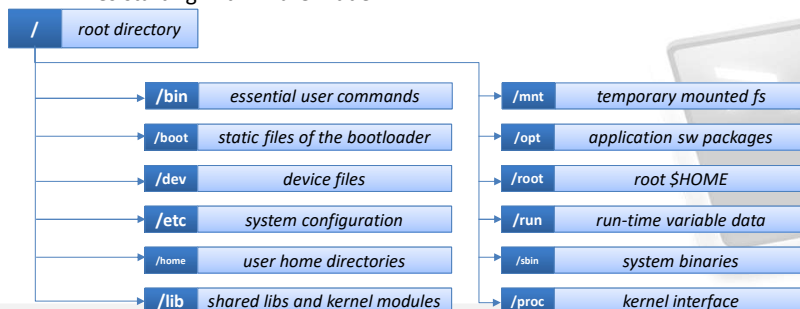 / root directory
/bin essential user commands
/boot static files of the bootloader
/dev device files
/etc system configuration
/home user home directories
/lib shared libs and kernel modules
/mnt temporary mounted fs
/opt application sw packages
/root root $HOME
/run run-time variable data
/sbin system binaries
/proc kernel interface